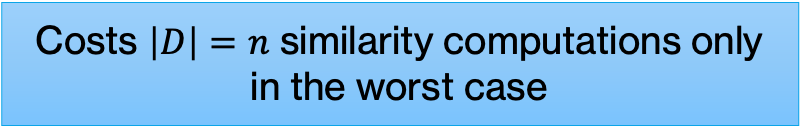 Costs |D| = n similarity computations only
in the worst case